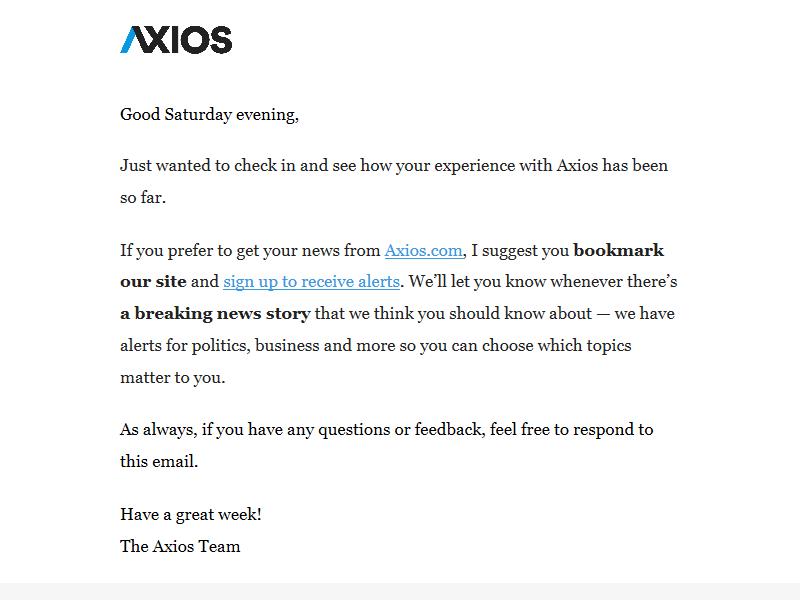 AXIOS
Good Saturday evening,
Just wanted to check in and see how your experience with Axios has been
so far.
If you prefer to get your news from Axios.com, I suggest you bookmark
our site and sign up to receive alerts. We’ll let you know whenever there’s
a breaking news story that we think you should know about — we have
alerts for politics, business and more so you can choose which topics
matter to you.
As always, if you have any questions or feedback, feel free to respond to
this email.
Have a great week!
The Axios Team